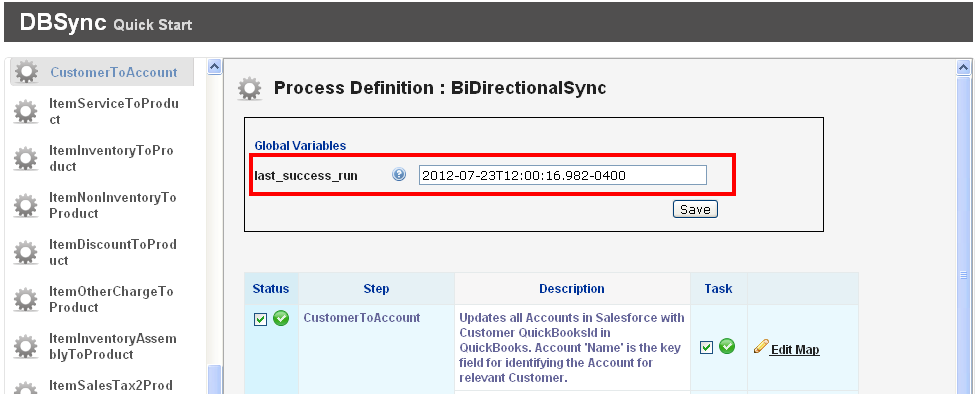 DBSync Quick Start
CustomerToAccount
ItemServiceToProdu
ct
ItemInventoryToPro
duct
ItemNonInventoryTo
Product
ItemDiscountToProd
uct
ItemOtherChargeTo
Product
ItemInventoryAssem
blyToProduct
ItemSalesTax2Prod
Process Definition : BiDirectionalSync
Global Variables
last_success_run ? 2012-07-23T12:00:16.982-0400
Save
Status Step Description Task
CustomerToAccount
Updates all Accounts in Salesforce with
Customer QuickBooksId in
QuickBooks. Account 'Name' is the key
field for identifying the Account for
relevant Customer.
Edit Map